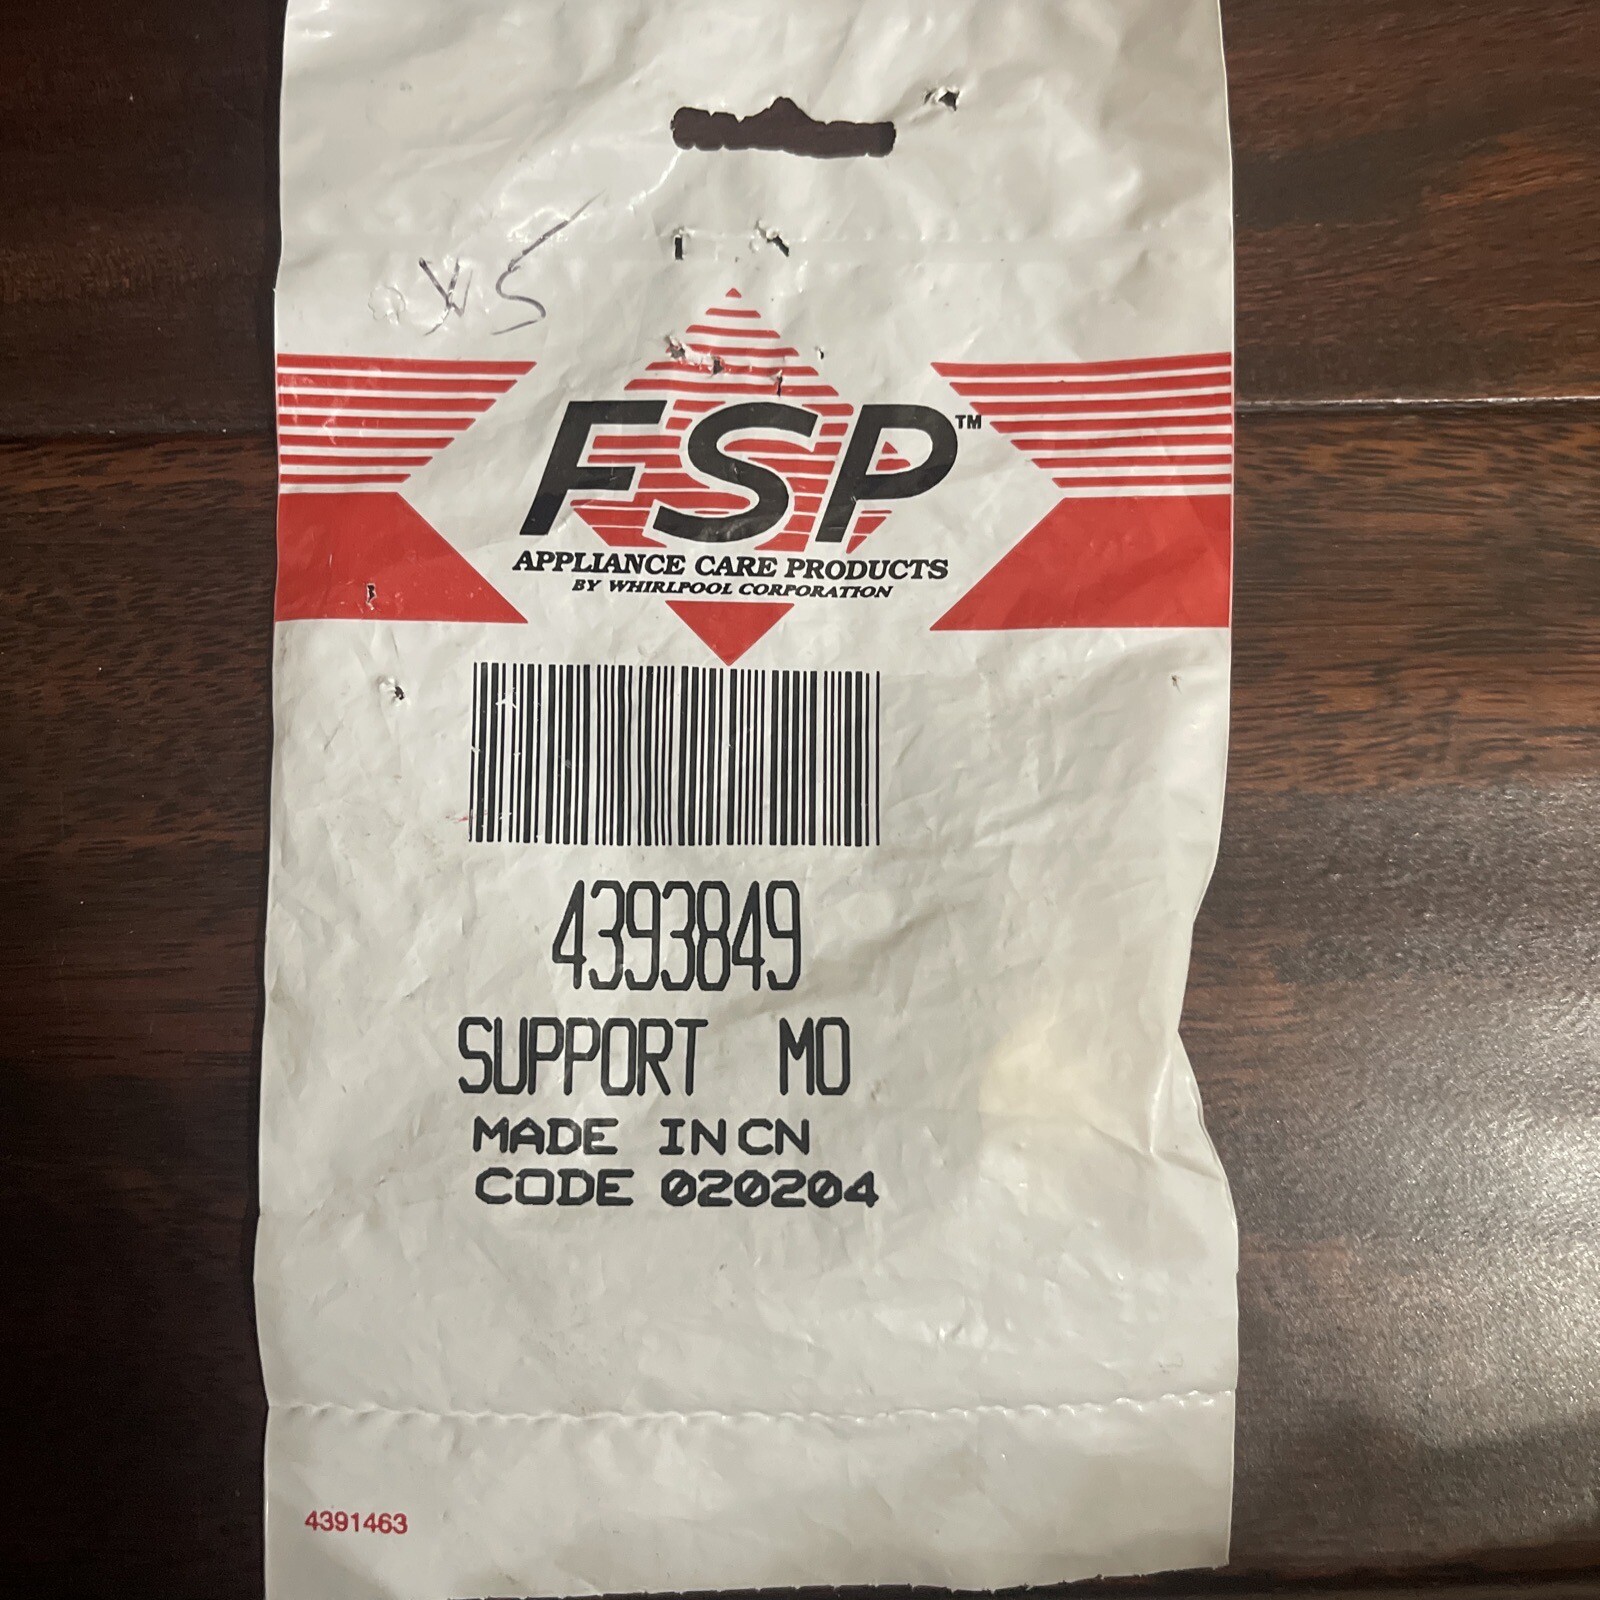 FSP™
APPLIANCE CARE PRODUCTS
BY WHIRLPOOL CORPORATION
4393849
SUPPORT MO
MADE IN CN
CODE 020204
4391463